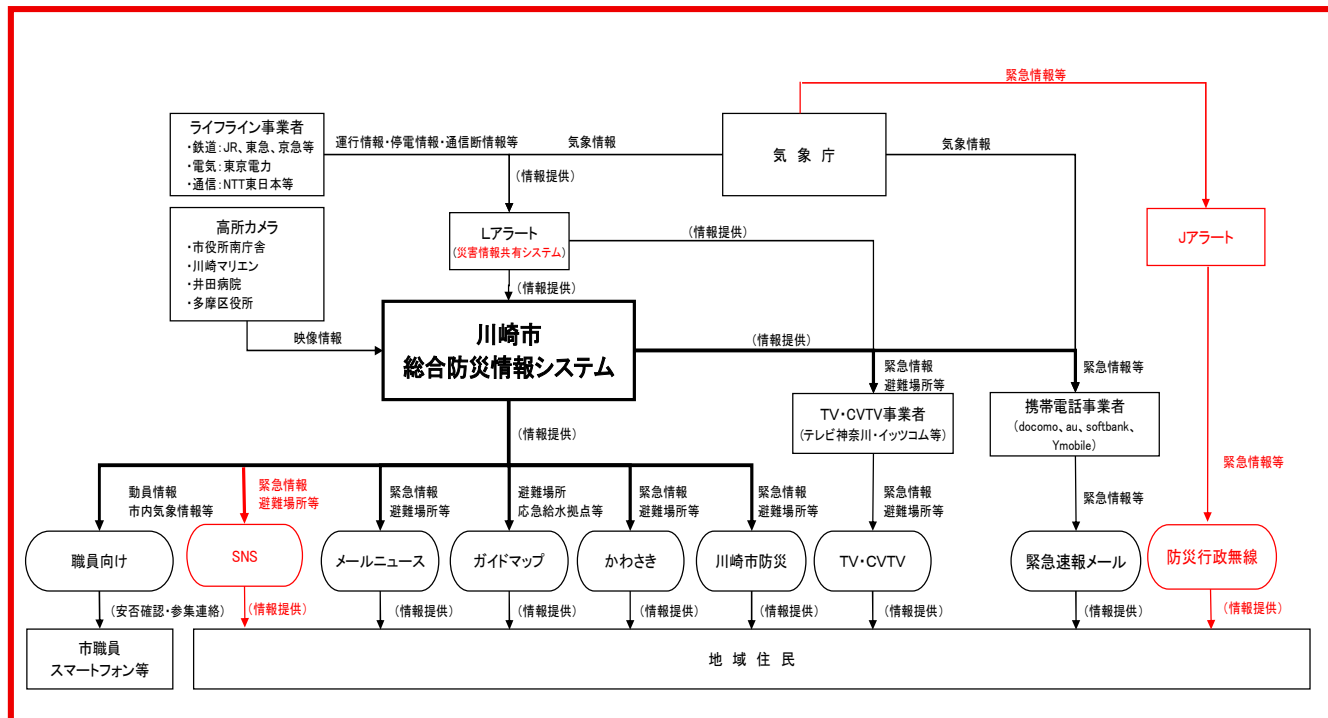 緊急情報等
ライフライン事業者
・鉄道：JR、東急、京急等
・電気：東京電力
・通信：NTT東日本等
運行情報・停電情報・通信断情報等
気象情報
気象庁
気象情報
(情報提供)
高所カメラ
・市役所南庁舎
・川崎マリエン
・井田病院
・多摩区役所
Lアラート
(災害情報共有システム)
(情報提供)
Jアラート
(情報提供)
映像情報
川崎市
総合防災情報システム
(情報提供)
緊急情報
避難場所等
緊急情報等
TV・CVTV事業者
(テレビ神奈川・イッツコム等)
携帯電話事業者
(docomo、au、softbank、
Ymobile)
(情報提供)
緊急情報等
動員情報
市内気象情報等
緊急情報
避難場所等
緊急情報
避難場所等
避難場所
応急給水拠点等
緊急情報
避難場所等
緊急情報
避難場所等
緊急情報
避難場所等
緊急情報等
職員向け
SNS
メールニュース
ガイドマップ
かわさき
川崎市防災
TV・CVTV
緊急速報メール
防災行政無線
(安否確認・参集連絡)
(情報提供)
(情報提供)
(情報提供)
(情報提供)
(情報提供)
(情報提供)
(情報提供)
(情報提供)
市職員
スマートフォン等
地域住民